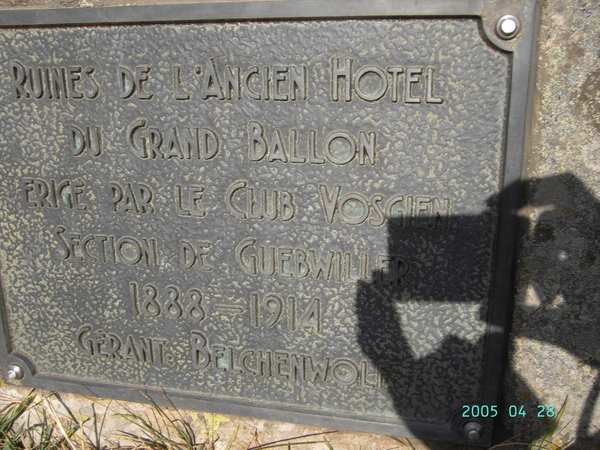 RUINES DE L'ANCIEN HOTEL
DU GRAND BALLON
ERIGE PAR LE CLUB VOSGIEN
SECTION DE GUEBWILLER
1888 - 1914
GERANT: BELCHENWOLF
2005 04 28